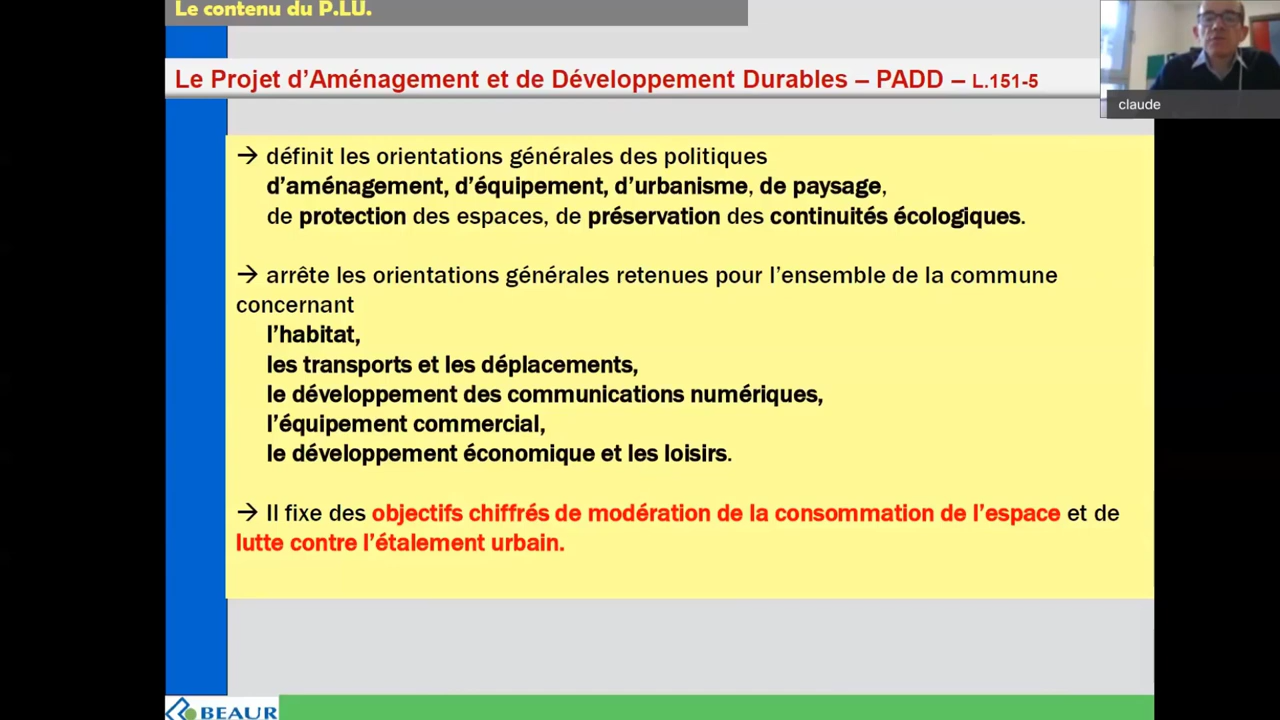 Le contenu du P.LU.
Le Projet d’Aménagement et de Développement Durables – PADD – L.151-5
claude
→ définit les orientations générales des politiques
d’aménagement, d’équipement, d’urbanisme, de paysage,
de protection des espaces, de préservation des continuités écologiques.
→ arrête les orientations générales retenues pour l’ensemble de la commune
concernant
l’habitat,
les transports et les déplacements,
le développement des communications numériques,
l’équipement commercial,
le développement économique et les loisirs.
→ Il fixe des objectifs chiffrés de modération de la consommation de l’espace et de
lutte contre l’étalement urbain.
BEAUR